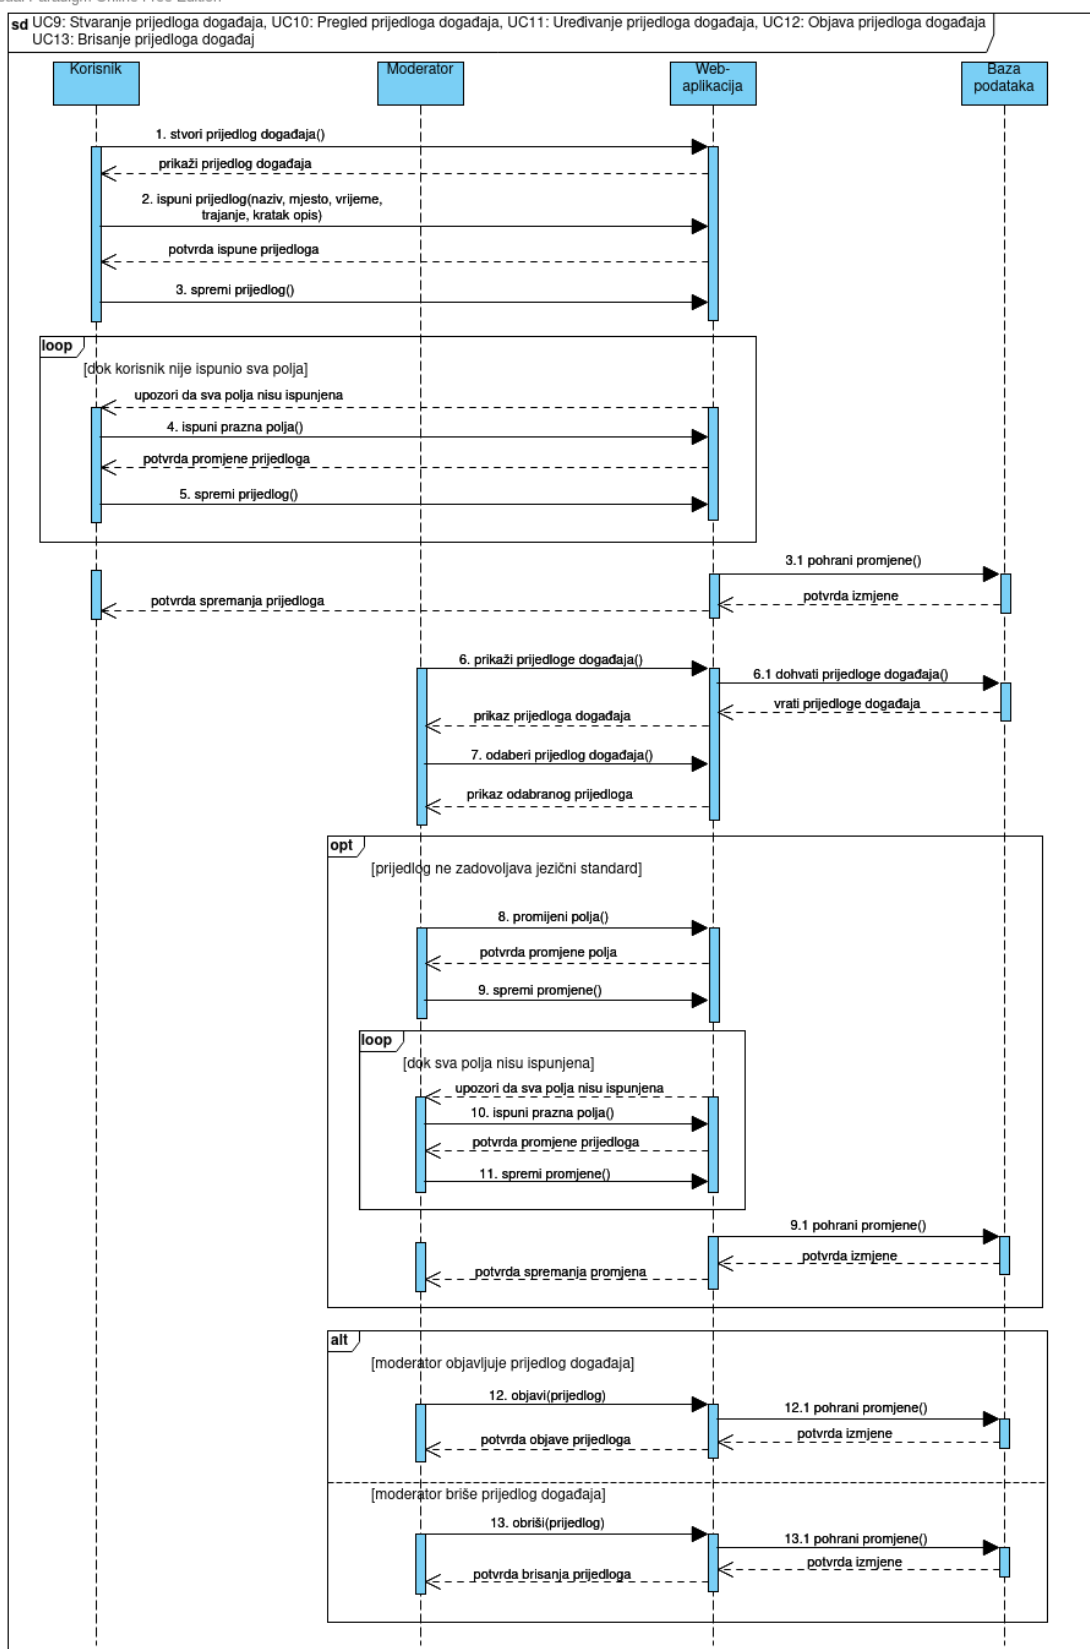 Paradigm Online Free Edition
sd UC9: Stvaranje prijedloga događaja, UC10: Pregled prijedloga događaja, UC11: Uređivanje prijedloga događaja, UC12: Objava prijedloga događaja
UC13: Brisanje prijedloga događaj
Korisnik
Moderator
Web-
aplikacija
Baza
podataka
1. stvori prijedlog događaja()
prikaži prijedlog događaja
2. ispuni prijedlog(naziv, mjesto, vrijeme,
trajanje, kratak opis)
potvrda ispune prijedloga
3. spremi prijedlog()
loop
[dok korisnik nije ispunio sva polja]
upozori da sva polja nisu ispunjena
4. ispuni prazna polja()
potvrda promjene prijedloga
5. spremi prijedlog()
3.1 pohrani promjene()
potvrda izmjene
potvrda spremanja prijedloga
6. prikaži prijedloge događaja()
6.1 dohvati prijedloge događaja()
vrati prijedloge događaja
prikaz prijedloga događaja
7. odaberi prijedlog događaja()
prikaz odabranog prijedloga
opt
[prijedlog ne zadovoljava jezični standard]
8. promijeni polja()
potvrda promjene polja
9. spremi promjene()
loop
[dok sva polja nisu ispunjena]
upozori da sva polja nisu ispunjena
10. ispuni prazna polja()
potvrda promjene prijedloga
11. spremi promjene()
9.1 pohrani promjene()
potvrda izmjene
potvrda spremanja promjena
alt
[moderator objavljuje prijedlog događaja]
12. objavi(prijedlog)
12.1 pohrani promjene()
potvrda izmjene
potvrda objave prijedloga
[moderator briše prijedlog događaja]
13. obriši(prijedlog)
13.1 pohrani promjene()
potvrda izmjene
potvrda brisanja prijedloga